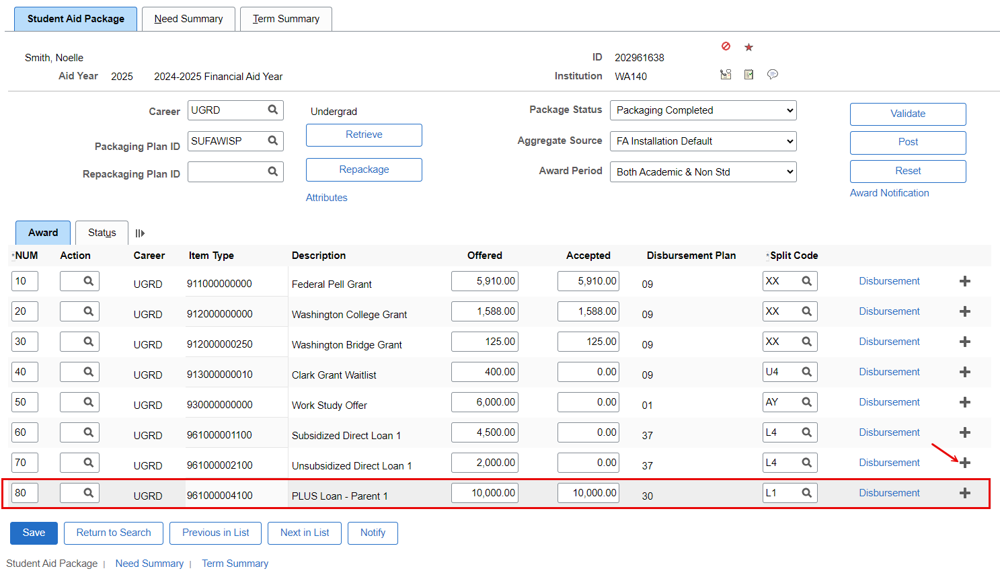 Student Aid Package Need Summary Term Summary
Smith, Noelle ID 202961638
Aid Year 2025 2024-2025 Financial Aid Year Institution WA140
Career UGRD Undergrad Package Status Packaging Completed Validate
Retrieve
Packaging Plan ID SUFAWISP Aggregate Source FA Installation Default Post
Repackaging Plan ID Repackage Award Period Both Academic & Non Std Reset
Attributes Award Notification
Award Status
*NUM Action Career Item Type Description Offered Accepted Disbursement Plan *Split Code
10 UGRD 911000000000 Federal Pell Grant 5,910.00 5,910.00 09 XX Disbursement
20 UGRD 912000000000 Washington College Grant 1,588.00 1,588.00 09 XX Disbursement
30 UGRD 912000000250 Washington Bridge Grant 125.00 125.00 09 XX Disbursement
40 UGRD 913000000010 Clark Grant Waitlist 400.00 0.00 09 U4 Disbursement
50 UGRD 930000000000 Work Study Offer 6,000.00 0.00 01 AY Disbursement
60 UGRD 961000001100 Subsidized Direct Loan 1 4,500.00 0.00 37 L4 Disbursement
70 UGRD 961000002100 Unsubsidized Direct Loan 1 2,000.00 0.00 37 L4 Disbursement
80 UGRD 961000004100 PLUS Loan - Parent 1 10,000.00 10,000.00 30 L1 Disbursement
Save Return to Search Previous in List Next in List Notify
Student Aid Package | Need Summary | Term Summary